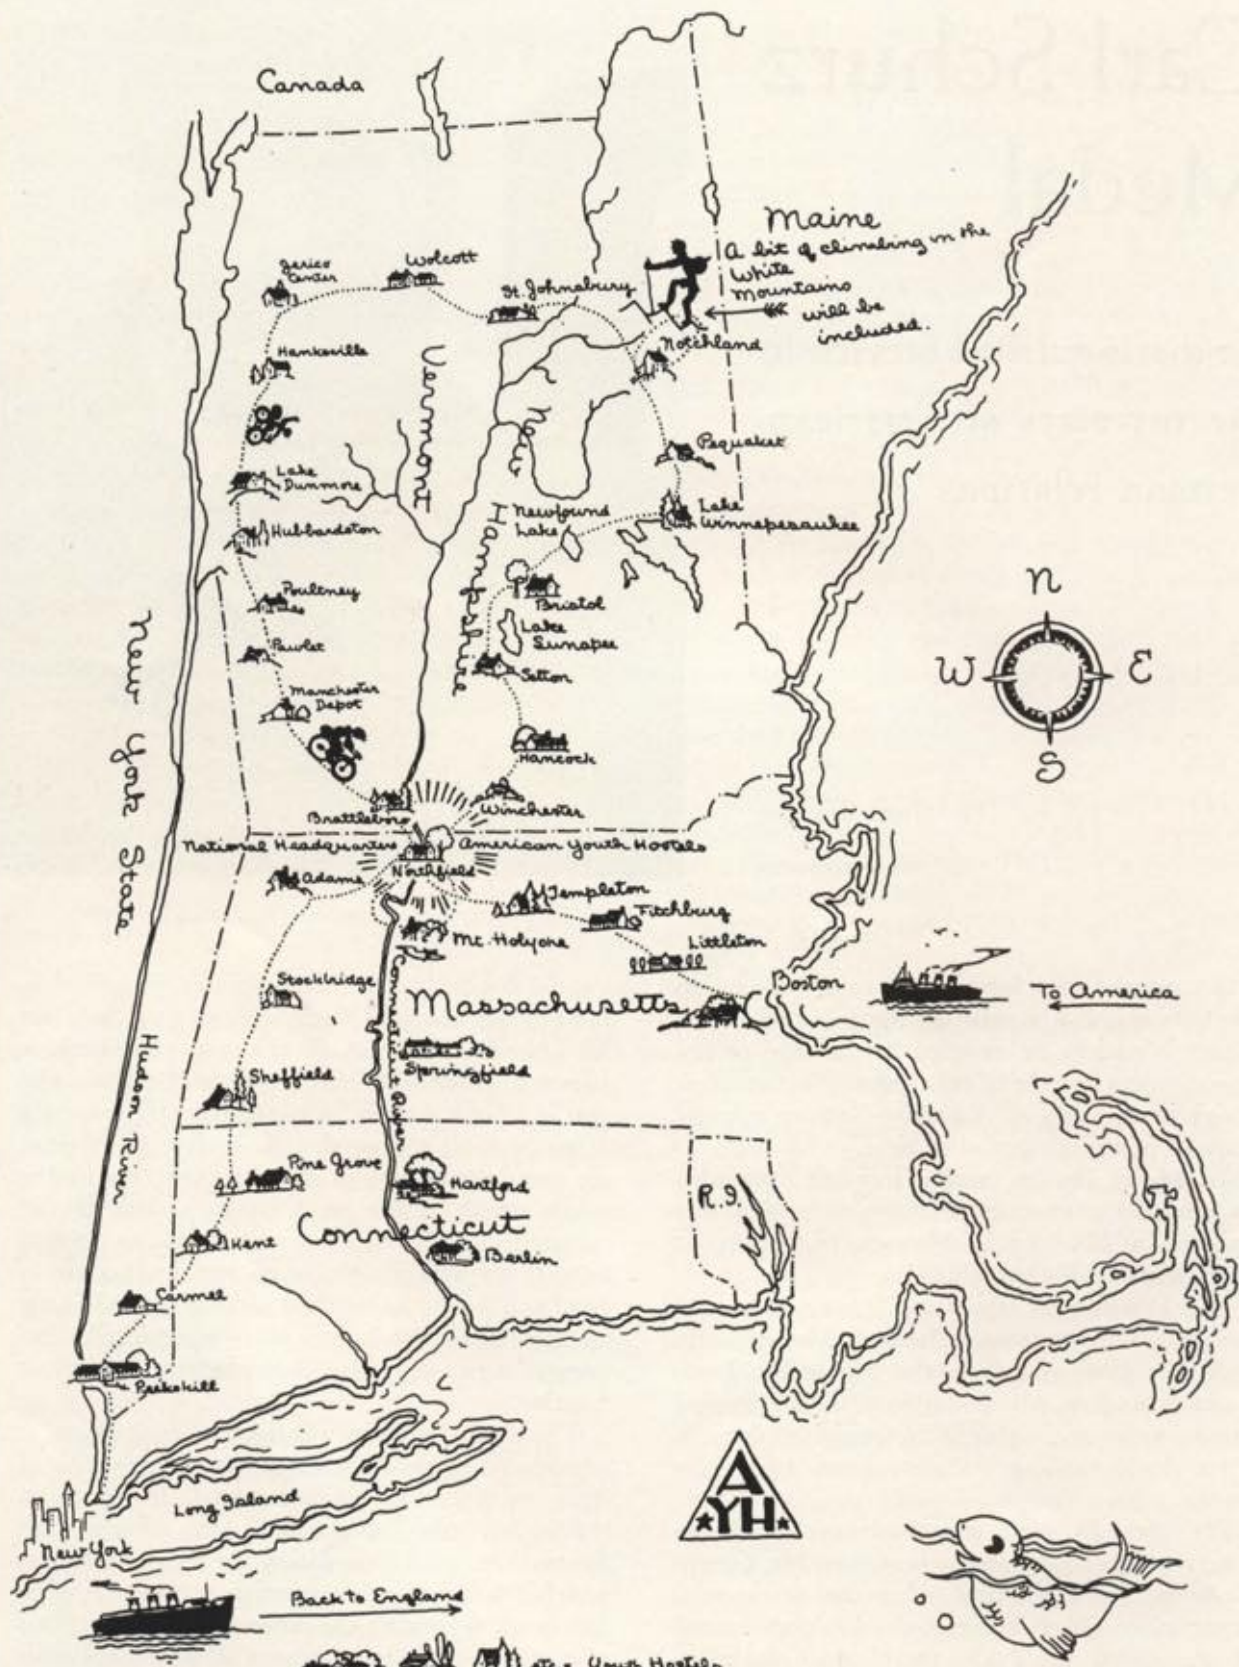 Canada
Maine
A bit of climbing in the
White
Mountains
will be
included.
Jerico
Center
Wolcott
St. Johnsbury
Notchland
Hanksville
Vermont
New Hampshire
Pequaket
Lake
Dunmore
Lake
Winnepesaukee
Newfound
Lake
Hubbardston
Bristol
Poultney
Lake
Sunapee
Pawlet
Setton
Manchester
Depot
Hancock
N
W
E
S
New York State
Brattleboro
Winchester
National Headquarters
American Youth Hostels
Northfield
Adams
Templeton
Fitchburg
Mt. Holyoke
Littleton
Stockbridge
Boston
Massachusetts
To America
Connecticut River
Springfield
Hudson River
Sheffield
Pine Grove
Hartford
R.I.
Connecticut
Kent
Berlin
Carmel
Peekskill
Long Island
New York
AYH
Back to England
etc = Youth Hostels